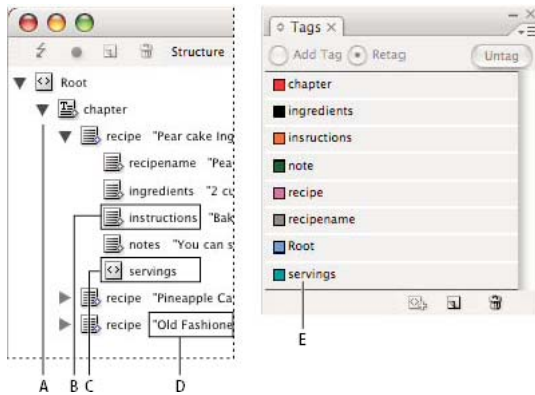 Structure
Root
chapter
recipe "Pear cake Ing
recipename "Pea
ingredients "2 cu
instructions "Bak
notes "You can s
servings
recipe "Pineapple Ca
recipe "Old Fashione
A B C D
Tags ×
Add Tag Retag Untag
chapter
ingredients
insructions
note
recipe
recipename
Root
servings
E